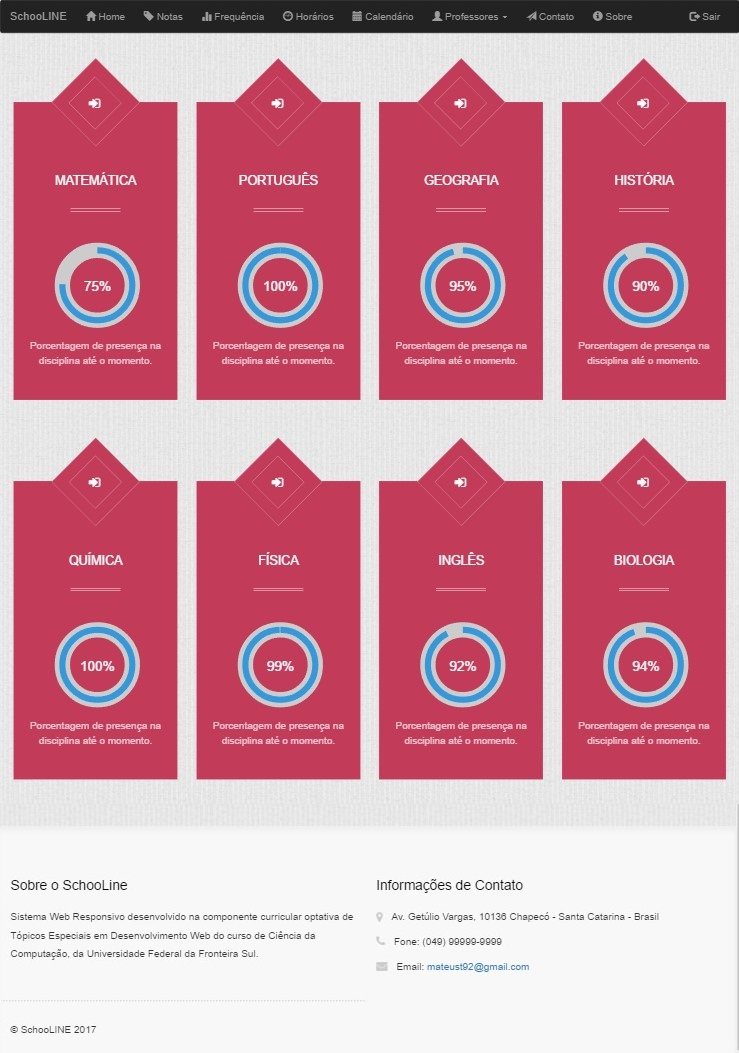 SchooLINE Home Notas Frequência Horários Calendário Professores Contato Sobre Sair
MATEMÁTICA PORTUGUÊS GEOGRAFIA HISTÓRIA
75% 100% 95% 90%
Porcentagem de presença na Porcentagem de presença na Porcentagem de presença na Porcentagem de presença na
disciplina até o momento. disciplina até o momento. disciplina até o momento. disciplina até o momento.
QUÍMICA FÍSICA INGLÊS BIOLOGIA
100% 99% 92% 94%
Porcentagem de presença na Porcentagem de presença na Porcentagem de presença na Porcentagem de presença na
disciplina até o momento. disciplina até o momento. disciplina até o momento. disciplina até o momento.
Sobre o SchooLine
Sistema Web Responsivo desenvolvido na componente curricular optativa de
Tópicos Especiais em Desenvolvimento Web do curso de Ciência da
Computação, da Universidade Federal da Fronteira Sul.
Informações de Contato
Av. Getúlio Vargas, 10136 Chapecó - Santa Catarina - Brasil
Fone: (049) 99999-9999
Email: mateust92@gmail.com
© SchooLINE 2017